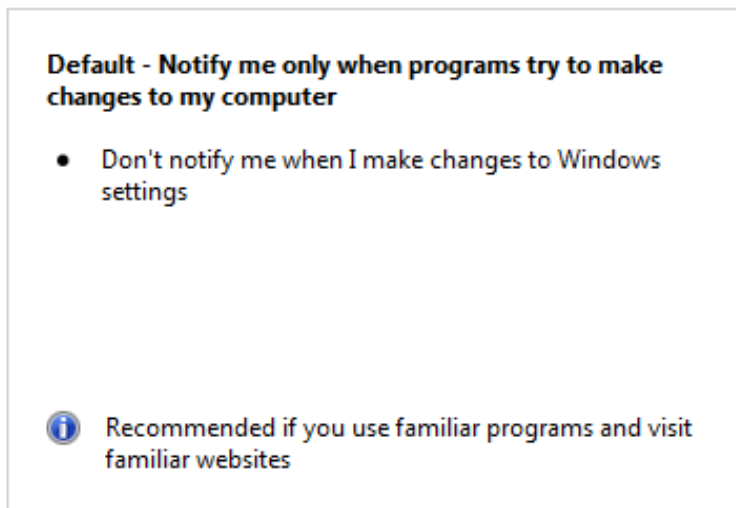 Default - Notify me only when programs try to make
changes to my computer
● Don't notify me when I make changes to Windows
settings
Recommended if you use familiar programs and visit
familiar websites